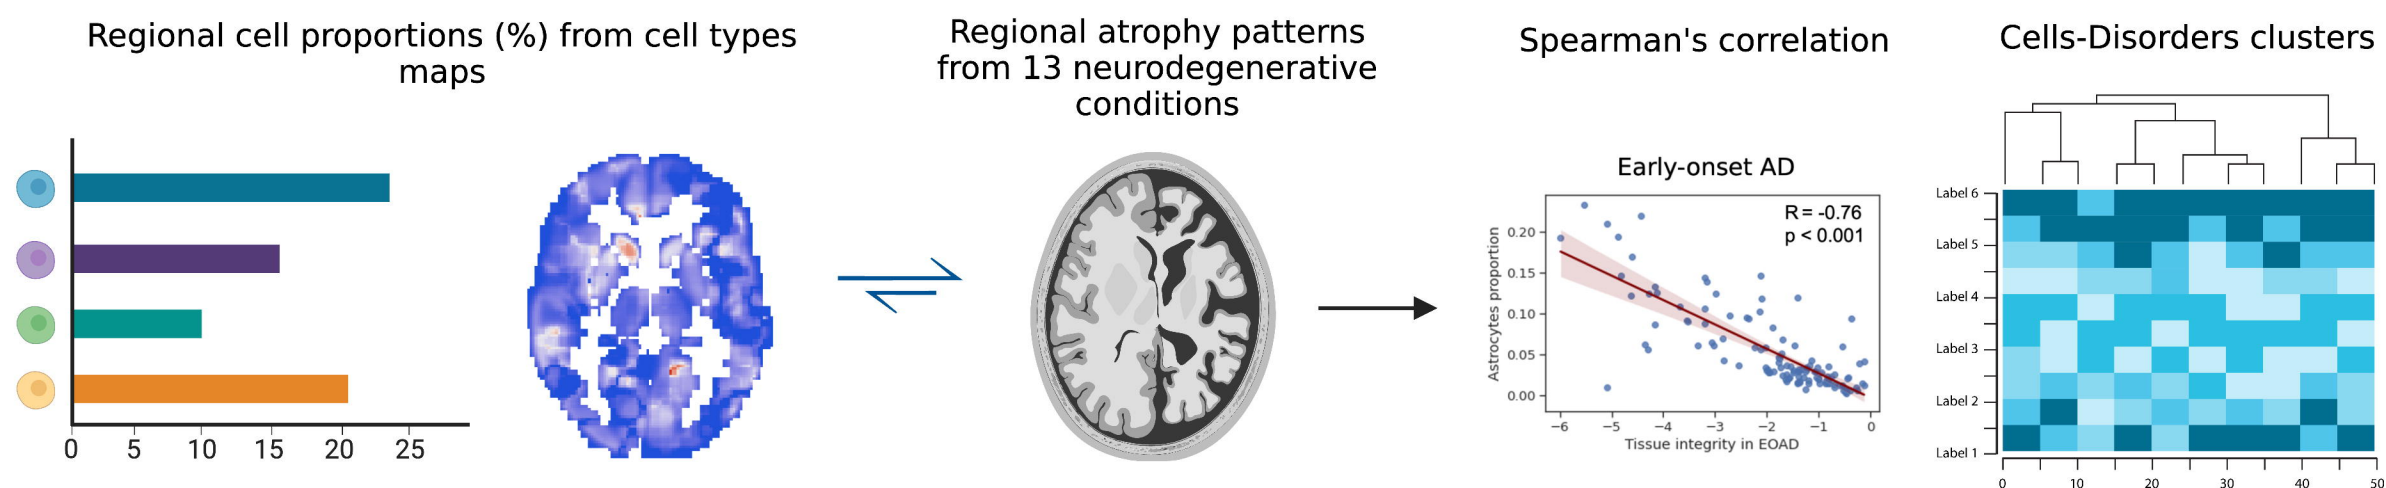 Regional cell proportions (%) from cell types
maps
0 5 10 15 20 25
Regional atrophy patterns
from 13 neurodegenerative
conditions
Spearman's correlation
Early-onset AD
R = -0.76
p < 0.001
Astrocytes proportion
0.20
0.15
0.10
0.05
0.00
−6 −5 −4 −3 −2 −1 0
Tissue integrity in EOAD
Cells-Disorders clusters
Label 6
Label 5
Label 4
Label 3
Label 2
Label 1
0 10 20 30 40 50